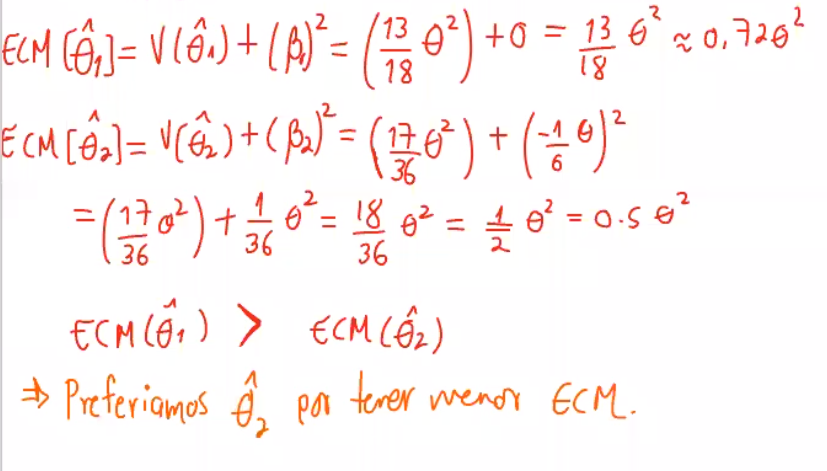 ECM[θ̂₁] = V(θ̂₁) + (β₁)² = (13/18 θ²) + 0 = 13/18 θ² ≈ 0,72θ²
ECM[θ̂₂] = V(θ̂₂) + (β₂)² = (17/36 θ²) + (-1/6 θ)²
= (17/36 θ²) + 1/36 θ² = 18/36 θ² = 1/2 θ² = 0.5 θ²
ECM(θ̂₁) > ECM(θ̂₂)
⇒ Preferiamos θ̂₂ por tener menor ECM.